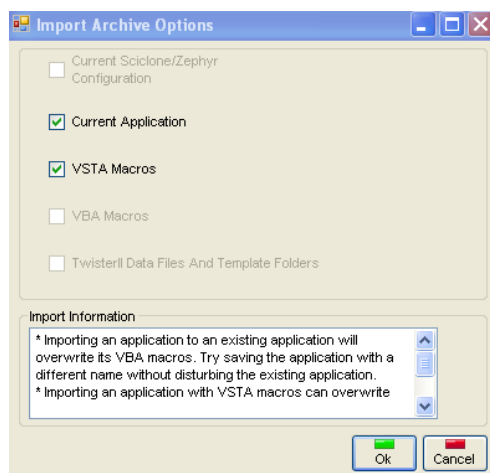 Import Archive Options
Current Sciclone/Zephyr
Configuration
Current Application
VSTA Macros
VBA Macros
TwisterII Data Files And Template Folders
Import Information
* Importing an application to an existing application will
overwrite its VBA macros. Try saving the application with a
different name without disturbing the existing application.
* Importing an application with VSTA macros can overwrite
Ok
Cancel